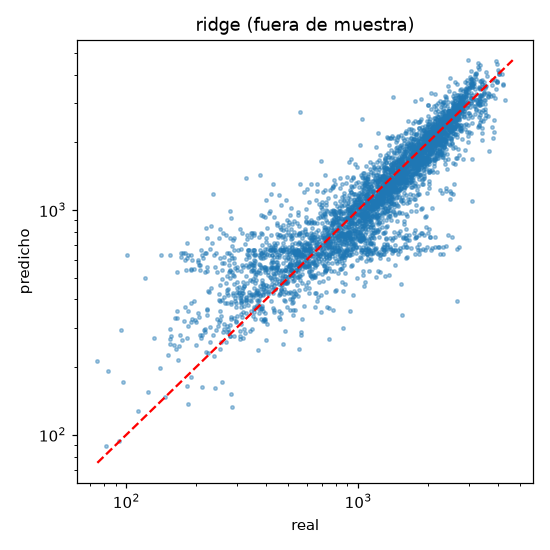 ridge (fuera de muestra)
predicho
10³
10²
10² 10³
real